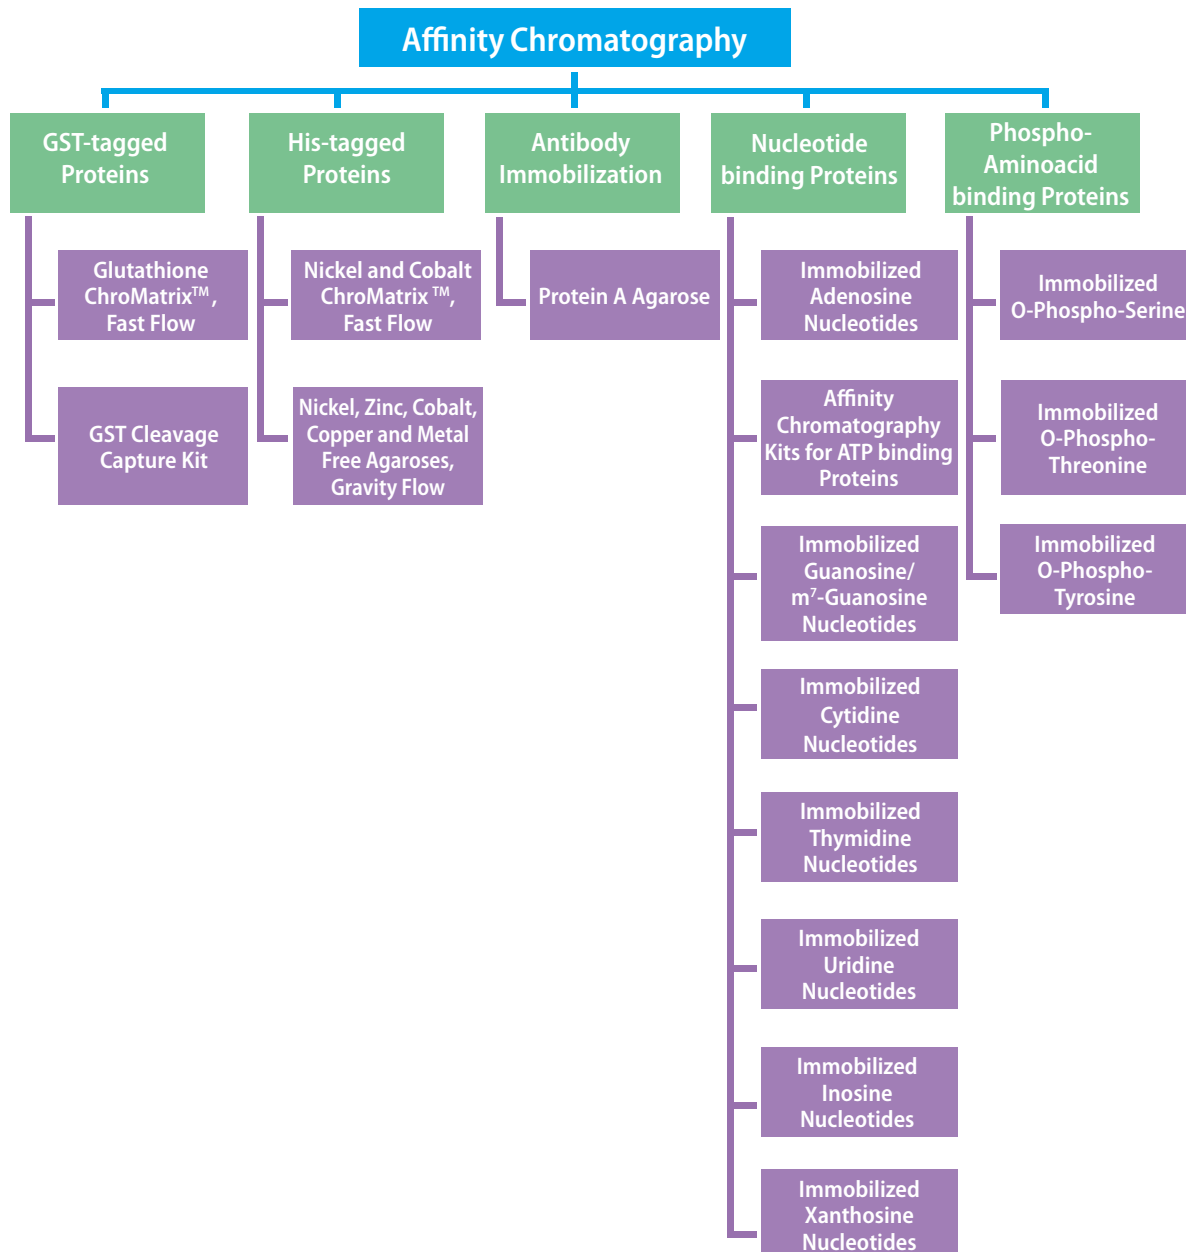 Affinity Chromatography
GST-tagged
Proteins
Glutathione
ChroMatrix™ ,
Fast Flow
GST Cleavage
Capture Kit
His-tagged
Proteins
Nickel and Cobalt
ChroMatrix ™,
Fast Flow
Nickel, Zinc, Cobalt,
Copper and Metal
Free Agaroses,
Gravity Flow
Antibody
Immobilization
Protein A Agarose
Nucleotide
binding Proteins
Immobilized
Adenosine
Nucleotides
Affinity
Chromatography
Kits for ATP binding
Proteins
Immobilized
Guanosine/
m⁷-Guanosine
Nucleotides
Immobilized
Cytidine
Nucleotides
Immobilized
Thymidine
Nucleotides
Immobilized
Uridine
Nucleotides
Immobilized
Inosine
Nucleotides
Immobilized
Xanthosine
Nucleotides
Phospho-
Aminoacid
binding Proteins
Immobilized
O-Phospho-Serine
Immobilized
O-Phospho-
Threonine
Immobilized
O-Phospho-
Tyrosine